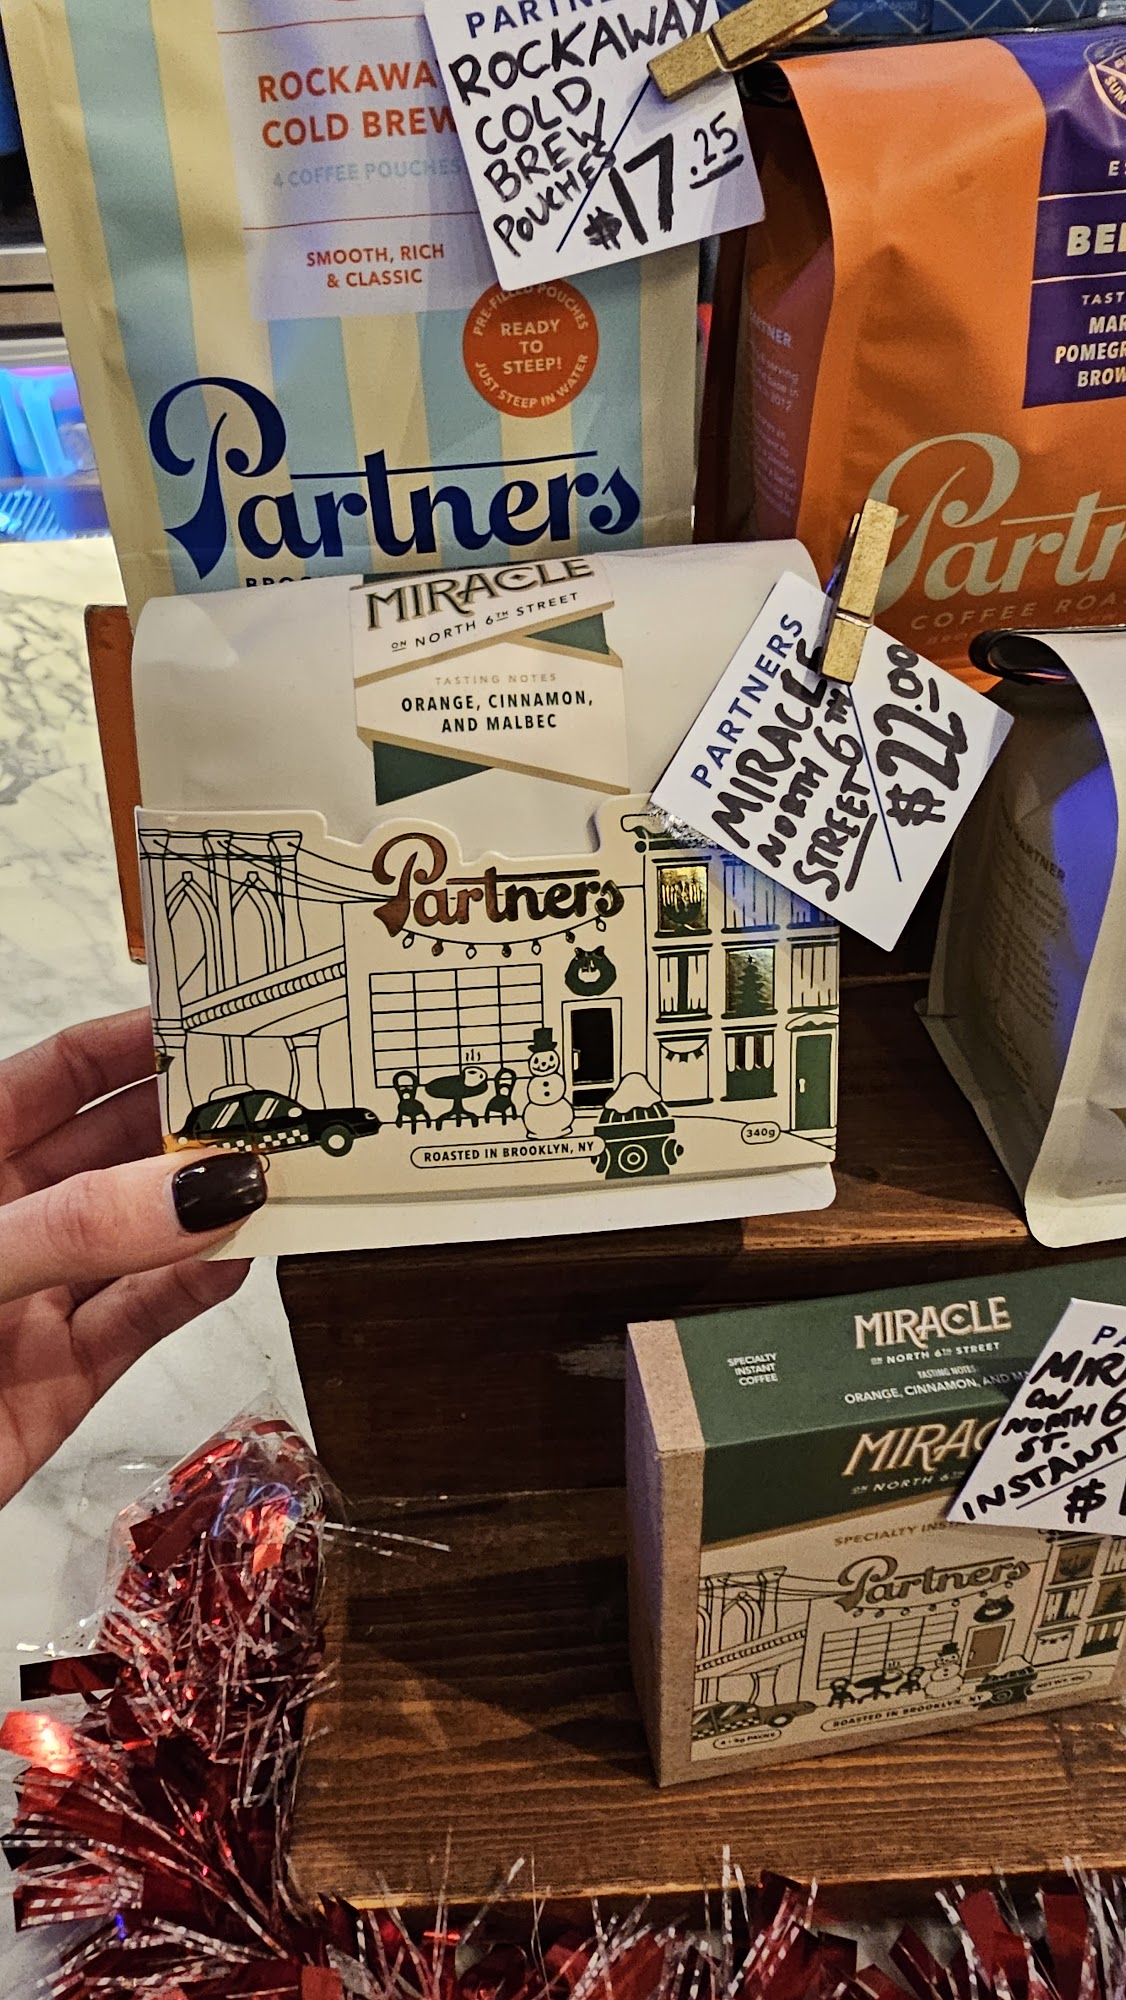 ROCKAWA
COLD BREW
4 COFFEE POUCHES
SMOOTH, RICH
& CLASSIC
PRE-FILLED POUCHES
READY
TO
STEEP!
JUST STEEP IN WATER
Partners
ROCKAWAY
COLD
BREW
POUCHES
$17.25
TAST
POMEGR
BROW
Partn
COFFEE ROA
MIRACLE
ON NORTH 6TH STREET
TASTING NOTES
ORANGE, CINNAMON,
AND MALBEC
Partners
ROASTED IN BROOKLYN, NY
340g
PARTNERS
MIRACLE
NORTH 6TH
STREET
$22.00
MIRACLE
ON NORTH 6TH STREET
SPECIALTY
INSTANT
COFFEE
TASTING NOTES
ORANGE, CINNAMON, AND M
MIRAC
ON NORTH 6
SPECIALTY INS
Partners
ROASTED IN BROOKLYN, NY
MIR
ON
NORTH 6
ST.
INSTANT
$